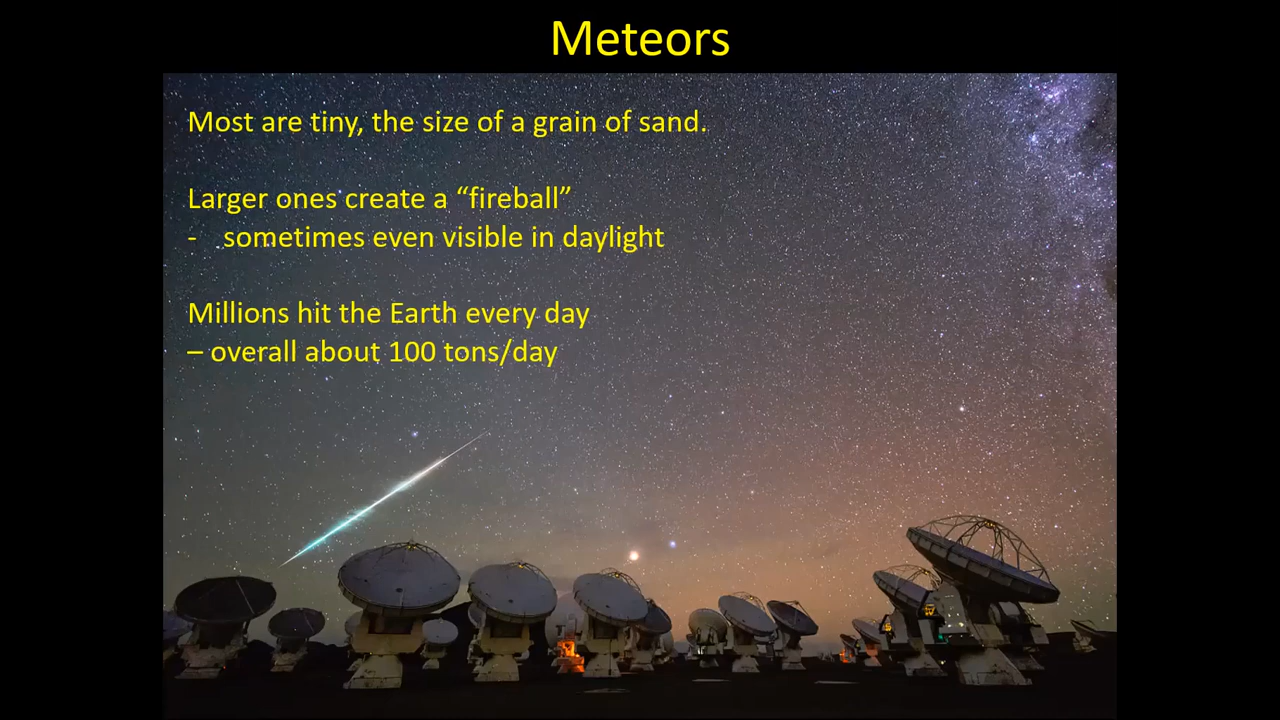 Meteors
Most are tiny, the size of a grain of sand.
Larger ones create a “fireball”
- sometimes even visible in daylight
Millions hit the Earth every day
– overall about 100 tons/day